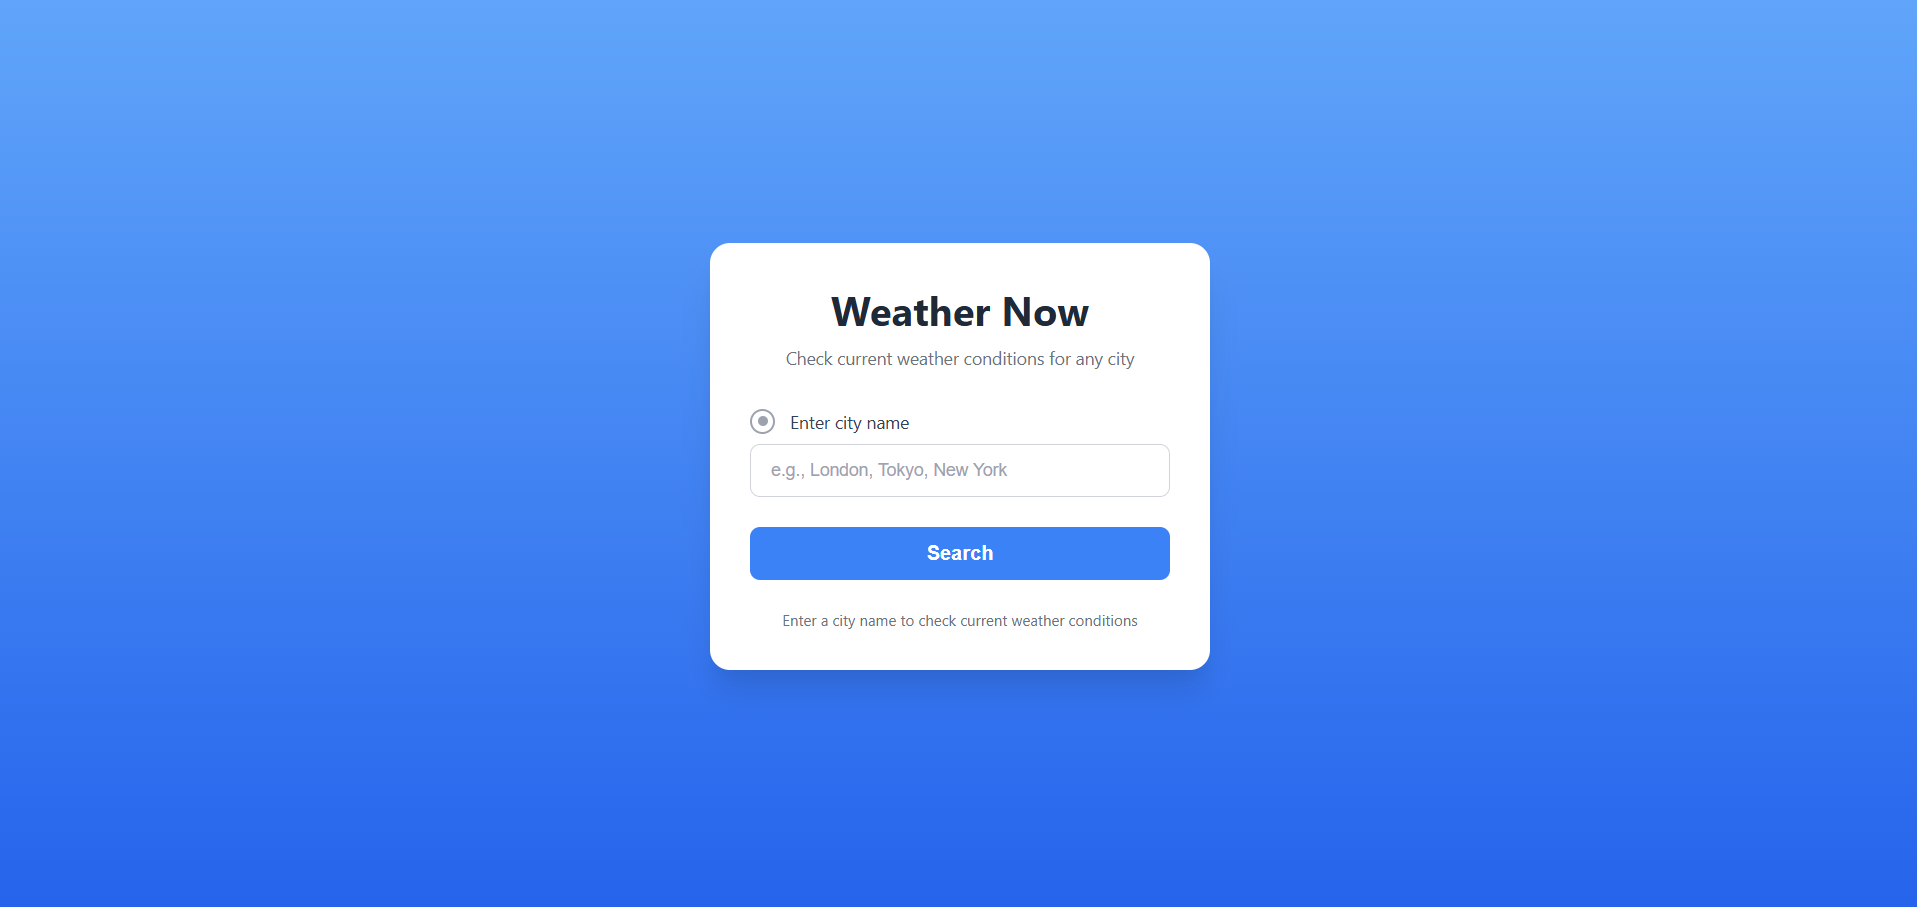 Weather Now
Check current weather conditions for any city
Enter city name
e.g., London, Tokyo, New York
Search
Enter a city name to check current weather conditions